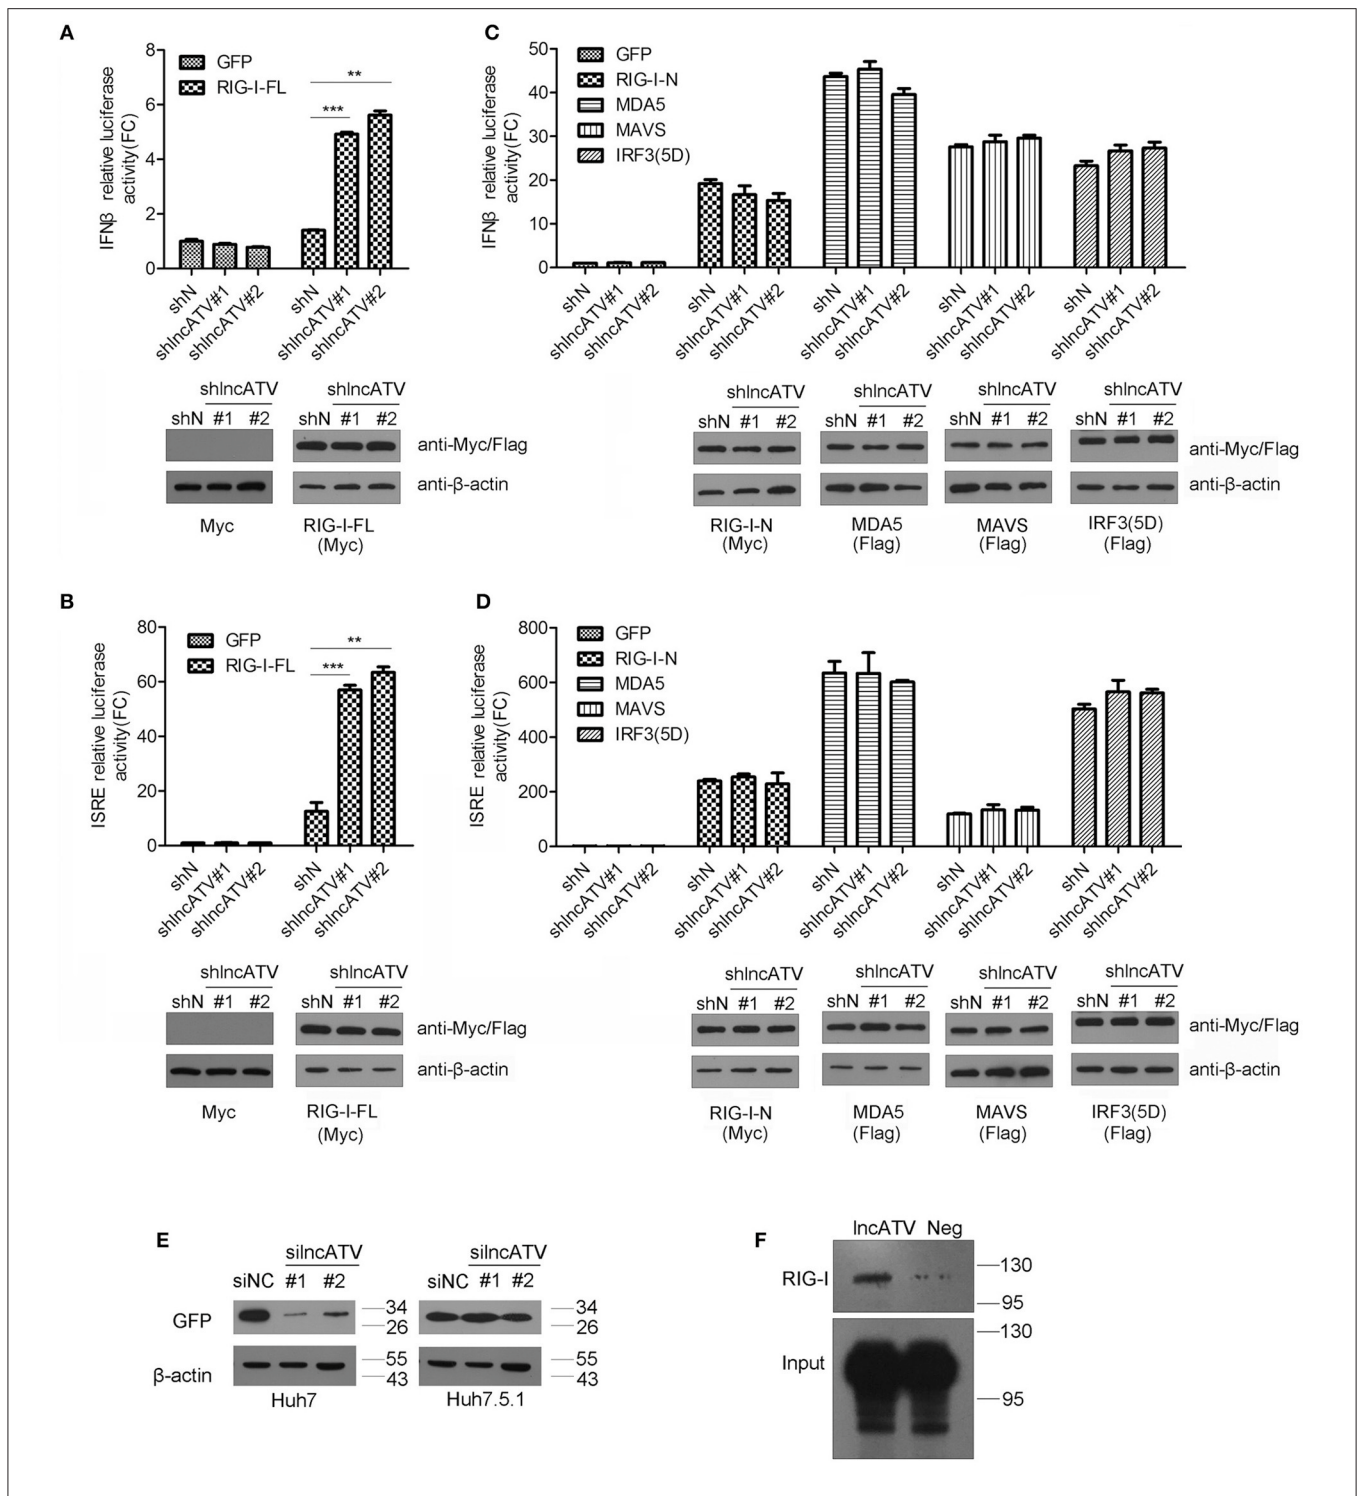 A
IFNβ relative luciferase
activity(FC)
8
6
4
2
0
GFP
RIG-I-FL
**
***
shN
shlncATV#1
shlncATV#2
shN
shlncATV#1
shlncATV#2
shlncATV
shN #1 #2
shlncATV
shN #1 #2
anti-Myc/Flag
anti-β-actin
Myc
RIG-I-FL
(Myc)
C
IFNβ relative luciferase
activity(FC)
50
40
30
20
10
0
GFP
RIG-I-N
MDA5
MAVS
IRF3(5D)
shN
shlncATV#1
shlncATV#2
shN
shlncATV#1
shlncATV#2
shN
shlncATV#1
shlncATV#2
shN
shlncATV#1
shlncATV#2
shN
shlncATV#1
shlncATV#2
shlncATV
shN #1 #2
shlncATV
shN #1 #2
shlncATV
shN #1 #2
shlncATV
shN #1 #2
anti-Myc/Flag
anti-β-actin
RIG-I-N
(Myc)
MDA5
(Flag)
MAVS
(Flag)
IRF3(5D)
(Flag)
B
ISRE relative luciferase
activity(FC)
80
60
40
20
0
GFP
RIG-I-FL
**
***
shN
shlncATV#1
shlncATV#2
shN
shlncATV#1
shlncATV#2
shlncATV
shN #1 #2
shlncATV
shN #1 #2
anti-Myc/Flag
anti-β-actin
Myc
RIG-I-FL
(Myc)
D
ISRE relative luciferase
activity(FC)
800
600
400
200
0
GFP
RIG-I-N
MDA5
MAVS
IRF3(5D)
shN
shlncATV#1
shlncATV#2
shN
shlncATV#1
shlncATV#2
shN
shlncATV#1
shlncATV#2
shN
shlncATV#1
shlncATV#2
shN
shlncATV#1
shlncATV#2
shlncATV
shN #1 #2
shlncATV
shN #1 #2
shlncATV
shN #1 #2
shlncATV
shN #1 #2
anti-Myc/Flag
anti-β-actin
RIG-I-N
(Myc)
MDA5
(Flag)
MAVS
(Flag)
IRF3(5D)
(Flag)
E
silncATV
siNC #1 #2
GFP
34
26
β-actin
55
43
Huh7
silncATV
siNC #1 #2
34
26
55
43
Huh7.5.1
F
lncATV Neg
RIG-I
130
95
Input
130
95